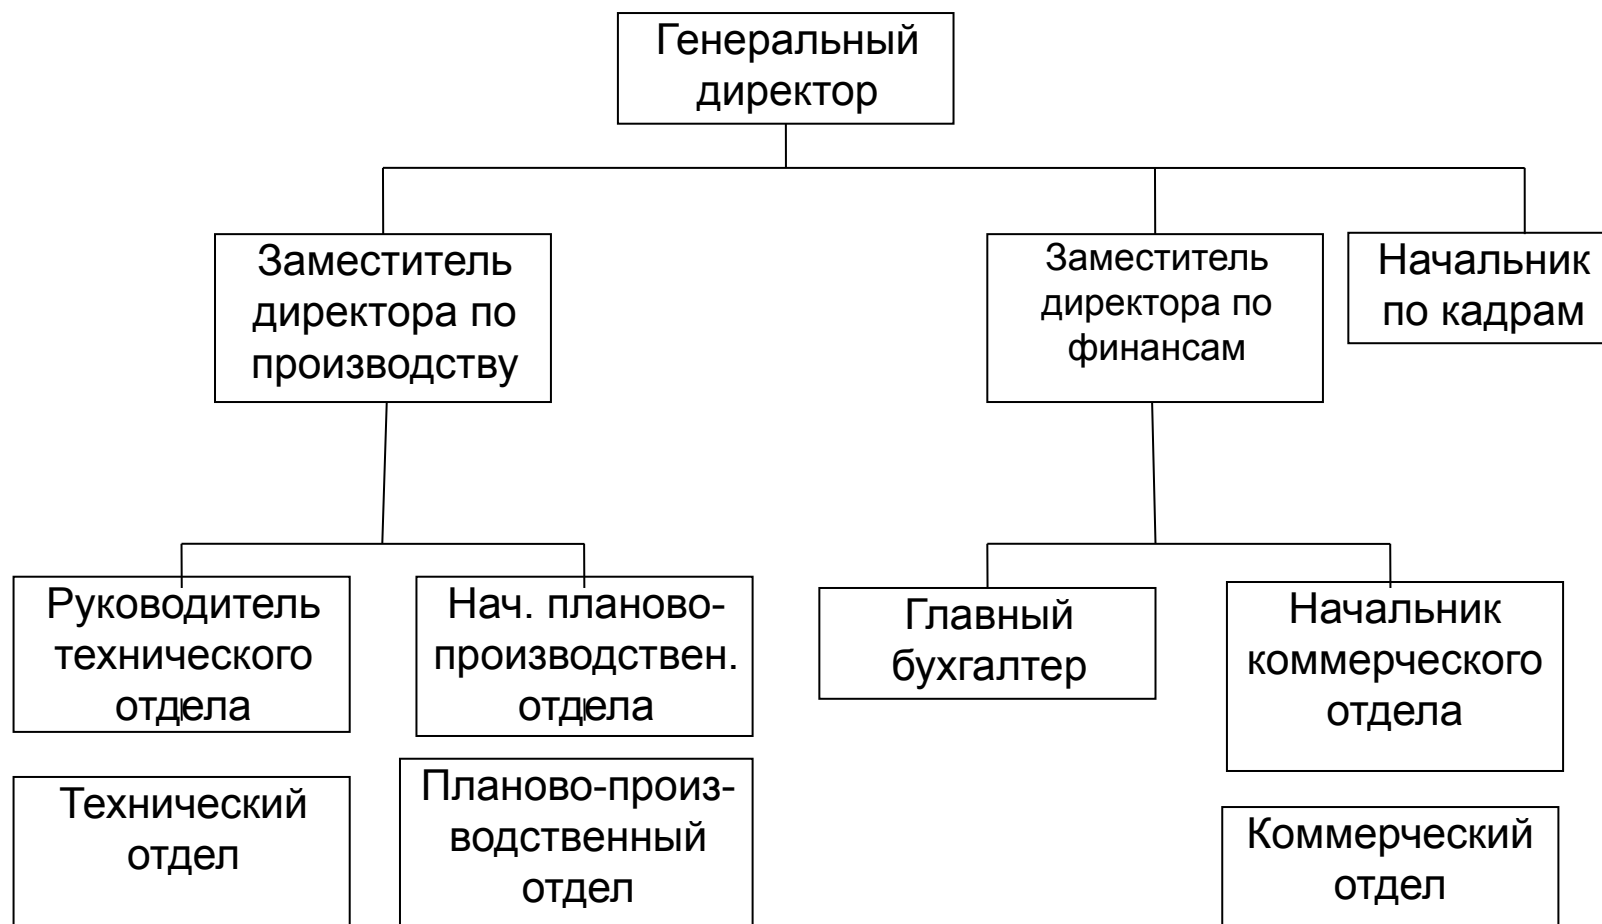 Генеральный
директор
Заместитель
директора по
производству
Заместитель
директора по
финансам
Начальник
по кадрам
Руководитель
технического
отдела
Нач. планово-
производствен.
отдела
Главный
бухгалтер
Начальник
коммерческого
отдела
Технический
отдел
Планово-произ-
водственный
отдел
Коммерческий
отдел